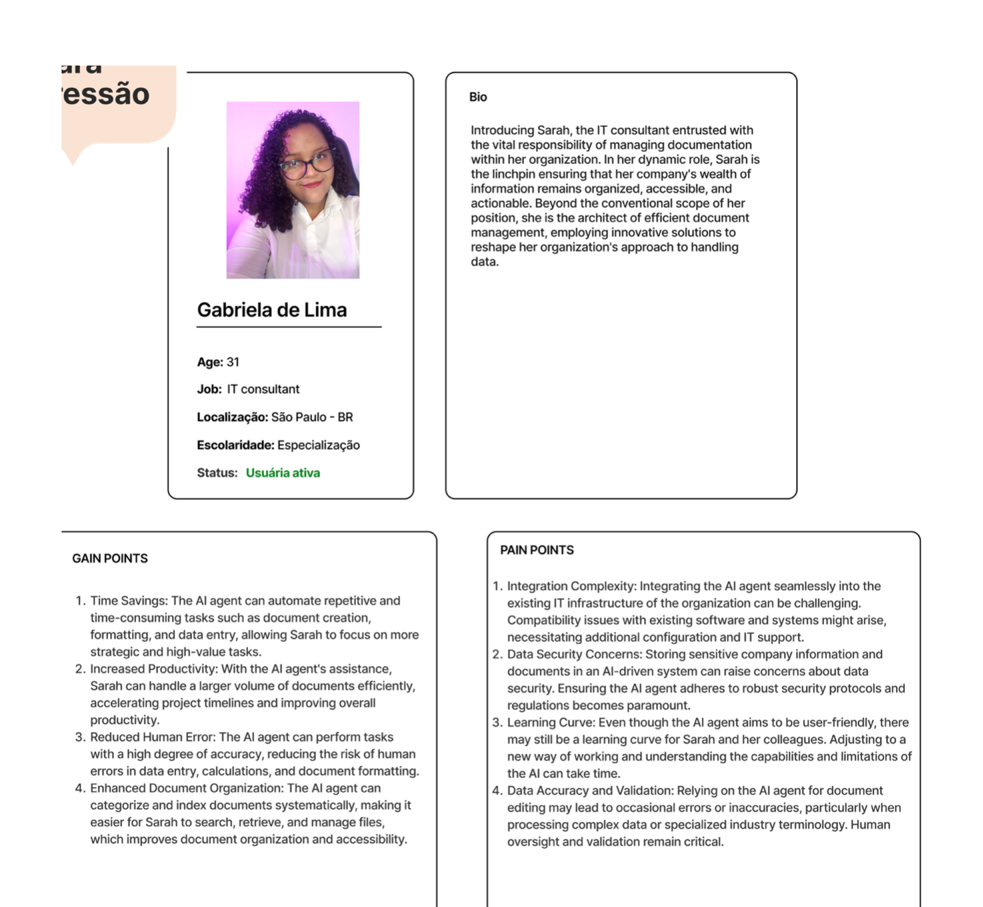 ressão
Gabriela de Lima
Age: 31
Job: IT consultant
Localização: São Paulo - BR
Escolaridade: Especialização
Status: Usuária ativa
Bio
Introducing Sarah, the IT consultant entrusted with
the vital responsibility of managing documentation
within her organization. In her dynamic role, Sarah is
the linchpin ensuring that her company's wealth of
information remains organized, accessible, and
actionable. Beyond the conventional scope of her
position, she is the architect of efficient document
management, employing innovative solutions to
reshape her organization's approach to handling
data.
GAIN POINTS
1. Time Savings: The AI agent can automate repetitive and
time-consuming tasks such as document creation,
formatting, and data entry, allowing Sarah to focus on more
strategic and high-value tasks.
2. Increased Productivity: With the AI agent's assistance,
Sarah can handle a larger volume of documents efficiently,
accelerating project timelines and improving overall
productivity.
3. Reduced Human Error: The AI agent can perform tasks
with a high degree of accuracy, reducing the risk of human
errors in data entry, calculations, and document formatting.
4. Enhanced Document Organization: The AI agent can
categorize and index documents systematically, making it
easier for Sarah to search, retrieve, and manage files,
which improves document organization and accessibility.
PAIN POINTS
1. Integration Complexity: Integrating the AI agent seamlessly into the
existing IT infrastructure of the organization can be challenging.
Compatibility issues with existing software and systems might arise,
necessitating additional configuration and IT support.
2. Data Security Concerns: Storing sensitive company information and
documents in an AI-driven system can raise concerns about data
security. Ensuring the AI agent adheres to robust security protocols and
regulations becomes paramount.
3. Learning Curve: Even though the AI agent aims to be user-friendly, there
may still be a learning curve for Sarah and her colleagues. Adjusting to a
new way of working and understanding the capabilities and limitations of
the AI can take time.
4. Data Accuracy and Validation: Relying on the AI agent for document
editing may lead to occasional errors or inaccuracies, particularly when
processing complex data or specialized industry terminology. Human
oversight and validation remain critical.